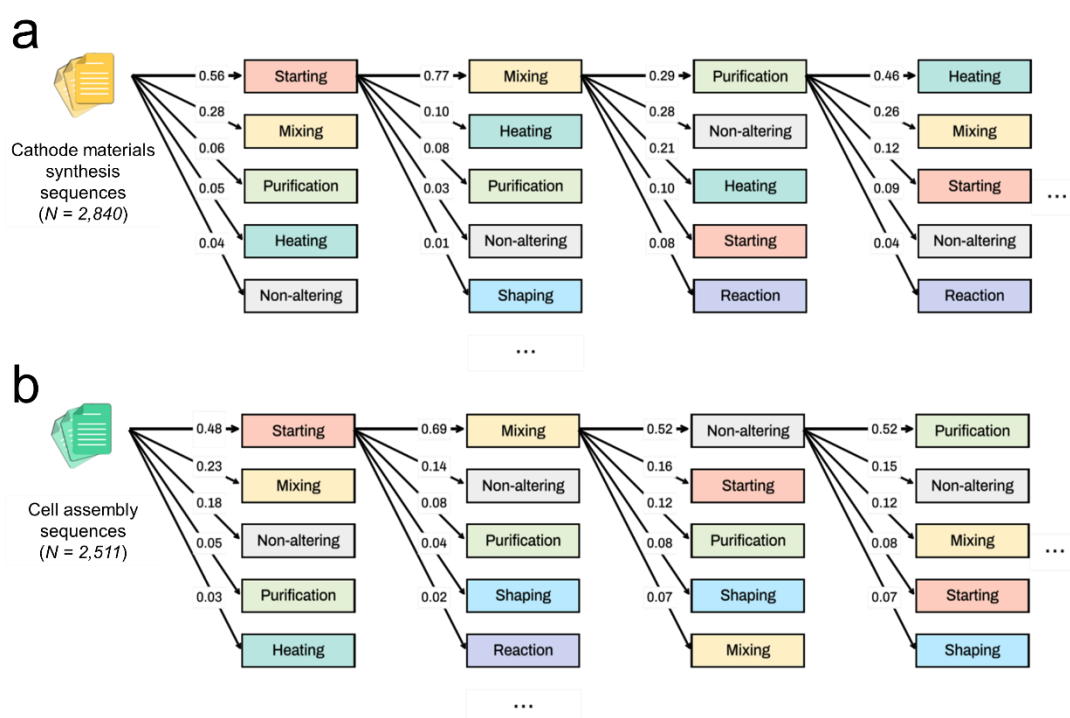 a
0.56 Starting 0.77 Mixing 0.29 Purification 0.46 Heating
0.28 Mixing 0.10 Heating 0.28 Non-altering 0.26 Mixing
Cathode materials
synthesis
sequences
(N = 2,840)
0.06 Purification 0.08 Purification 0.21 Heating 0.12 Starting ...
0.05 Heating 0.03 Non-altering 0.10 Starting 0.09 Non-altering
0.04 Non-altering 0.01 Shaping 0.08 Reaction 0.04 Reaction
...
b
0.48 Starting 0.69 Mixing 0.52 Non-altering 0.52 Purification
0.23 Mixing 0.14 Non-altering 0.16 Starting 0.15 Non-altering
Cell assembly
sequences
(N = 2,511)
0.18 Non-altering 0.08 Purification 0.12 Purification 0.12 Mixing ...
0.05 Purification 0.04 Shaping 0.08 Shaping 0.08 Starting
0.03 Heating 0.02 Reaction 0.07 Mixing 0.07 Shaping
...